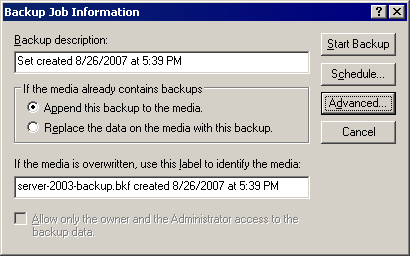 Backup Job Information
Backup description:
Set created 8/26/2007 at 5:39 PM
If the media already contains backups
Append this backup to the media.
Replace the data on the media with this backup.
If the media is overwritten, use this label to identify the media:
server-2003-backup.bkf created 8/26/2007 at 5:39 PM
Allow only the owner and the Administrator access to the
backup data.
Start Backup
Schedule...
Advanced...
Cancel